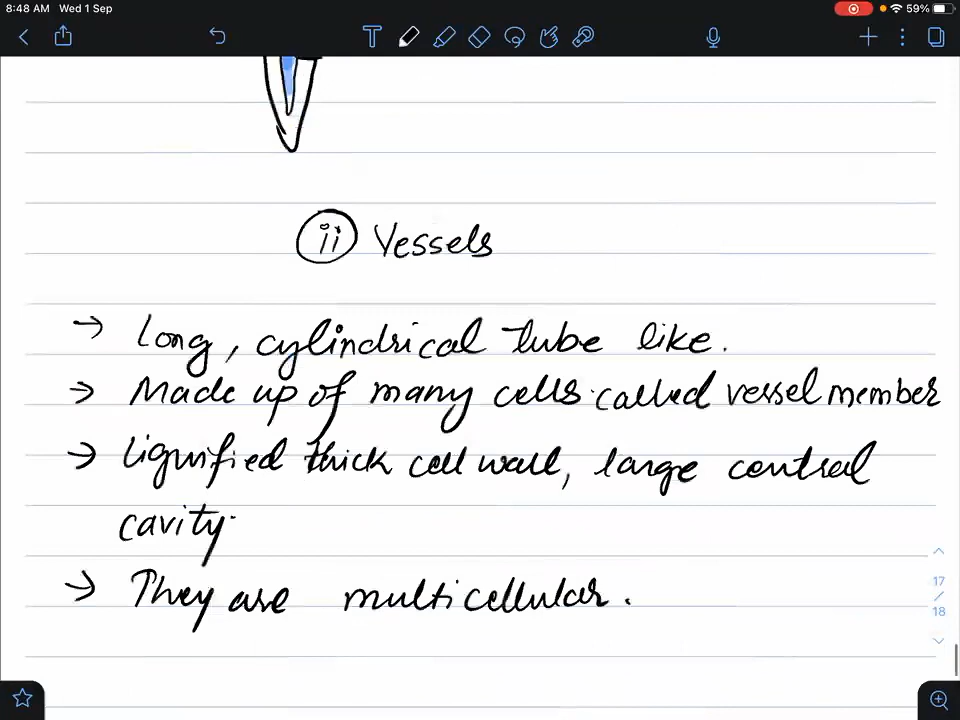 8:48 AM Wed 1 Sep
59%
T
ii Vessels
→ Long, cylindrical tube like.
→ Made up of many cells called vessel member
→ Lignified thick cell wall, large central
cavity.
→ They are multicellular.
17
/
18